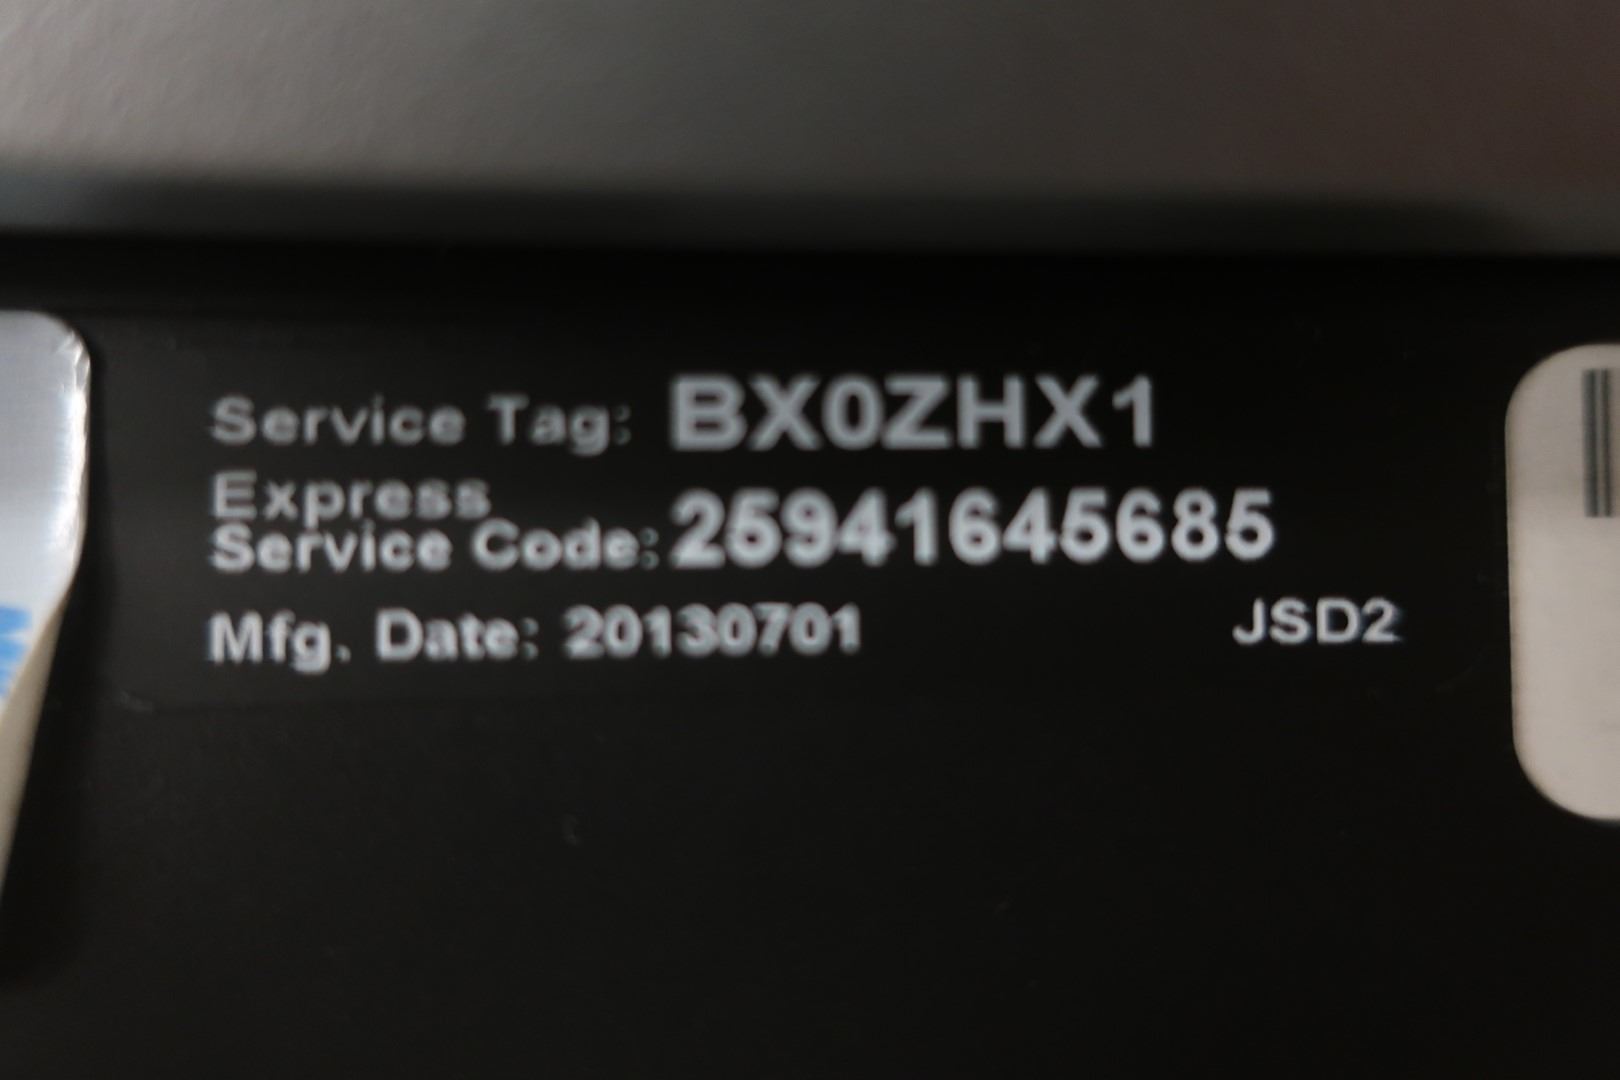 Service Tag: BX0ZHX1
Express
Service Code: 25941645685
Mfg. Date: 20130701 JSD2